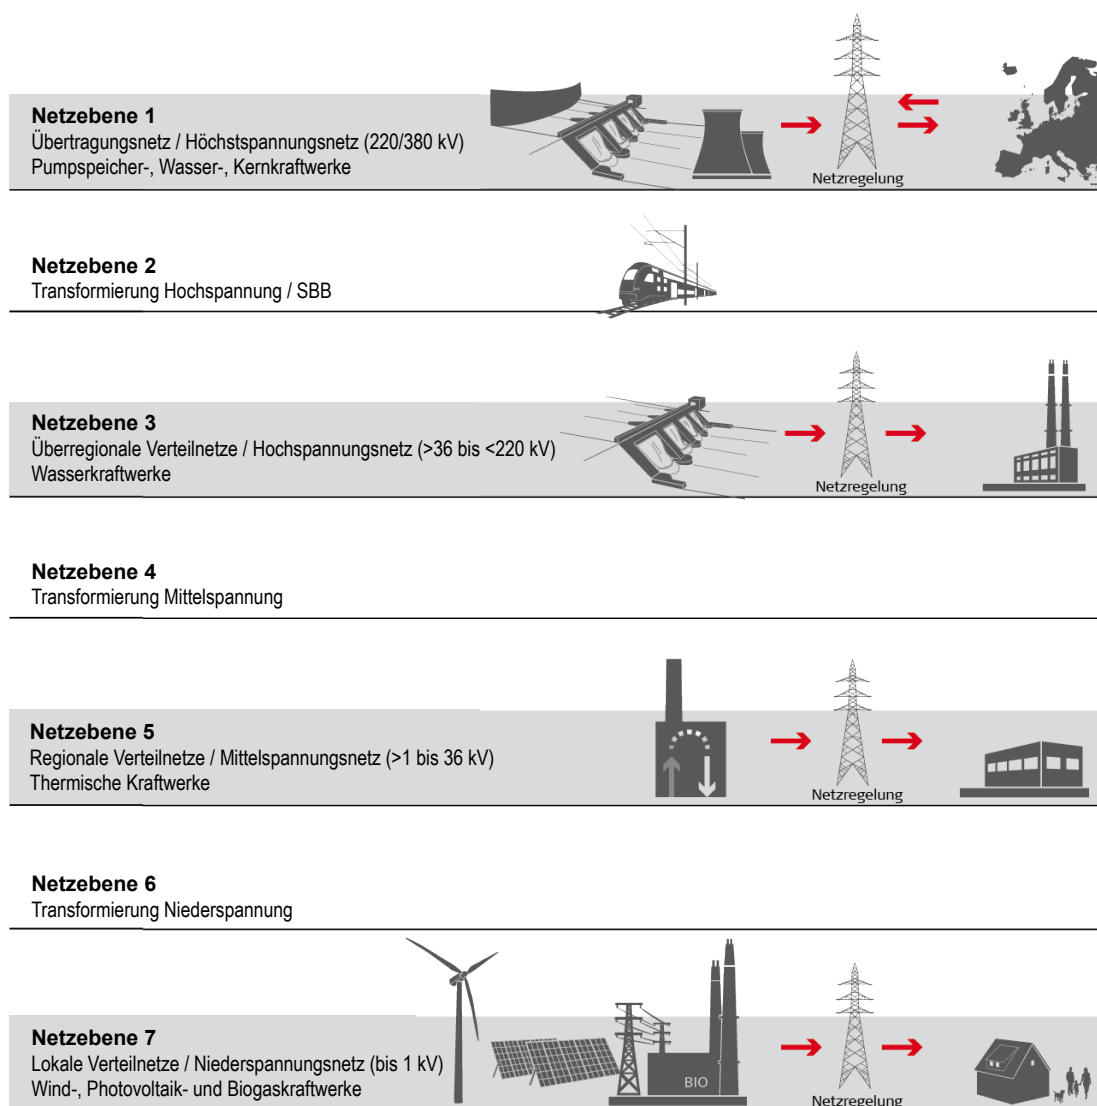 Netzebene 1
Übertragungsnetz / Höchstspannungsnetz (220/380 kV)
Pumpspeicher-, Wasser-, Kernkraftwerke
Netzregelung
Netzebene 2
Transformierung Hochspannung / SBB
Netzebene 3
Überregionale Verteilnetze / Hochspannungsnetz (>36 bis <220 kV)
Wasserkraftwerke
Netzregelung
Netzebene 4
Transformierung Mittelspannung
Netzebene 5
Regionale Verteilnetze / Mittelspannungsnetz (>1 bis 36 kV)
Thermische Kraftwerke
Netzregelung
Netzebene 6
Transformierung Niederspannung
Netzebene 7
Lokale Verteilnetze / Niederspannungsnetz (bis 1 kV)
Wind-, Photovoltaik- und Biogaskraftwerke
BIO
Netzregelung